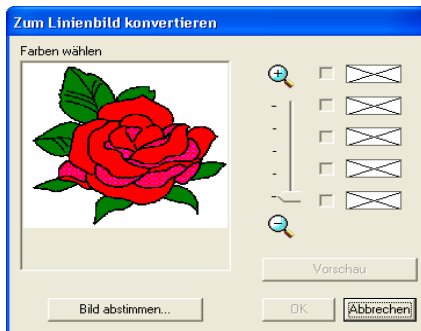 Zum Linienbild konvertieren
Farben wählen
Vorschau
Bild abstimmen...
OK
Abbrechen